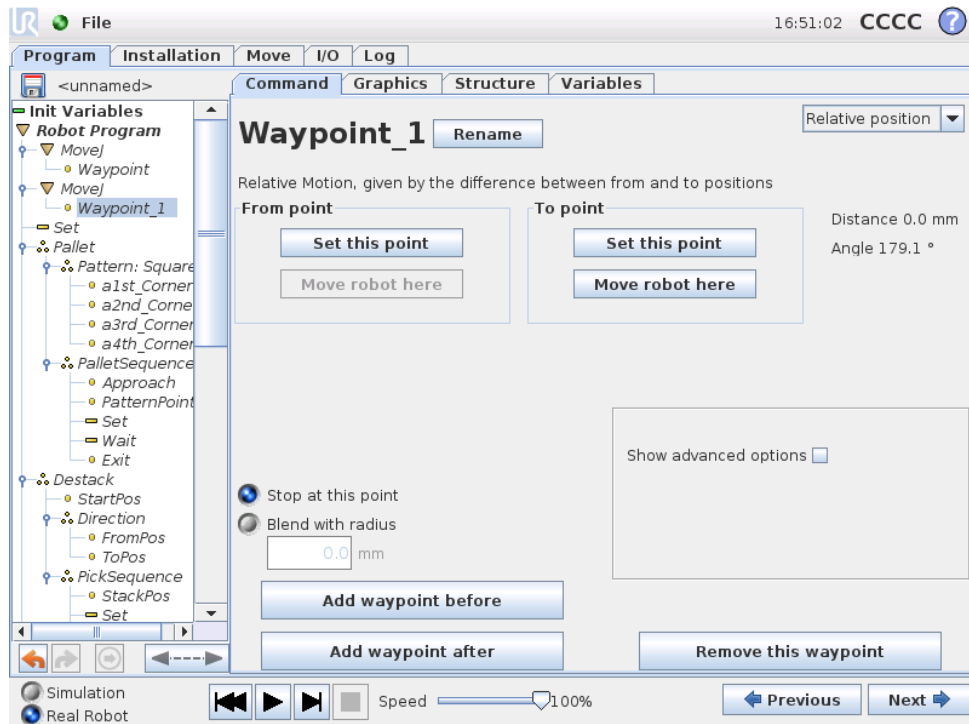 UR File 16:51:02 CCCC ?
Program Installation Move I/O Log
<unnamed> Command Graphics Structure Variables
Init Variables
Robot Program
MoveJ
Waypoint
MoveJ
Waypoint_1
Set
Pallet
Pattern: Square
a1st_Corner
a2nd_Corne
a3rd_Corner
a4th_Corner
PalletSequence
Approach
PatternPoint
Set
Wait
Exit
Destack
StartPos
Direction
FromPos
ToPos
PickSequence
StackPos
Set
Waypoint_1 Rename Relative position
Relative Motion, given by the difference between from and to positions
From point To point
Set this point Set this point Distance 0.0 mm
Angle 179.1 °
Move robot here Move robot here
Show advanced options
Stop at this point
Blend with radius
0.0 mm
Add waypoint before
Add waypoint after Remove this waypoint
Simulation
Real Robot
Speed 100% Previous Next